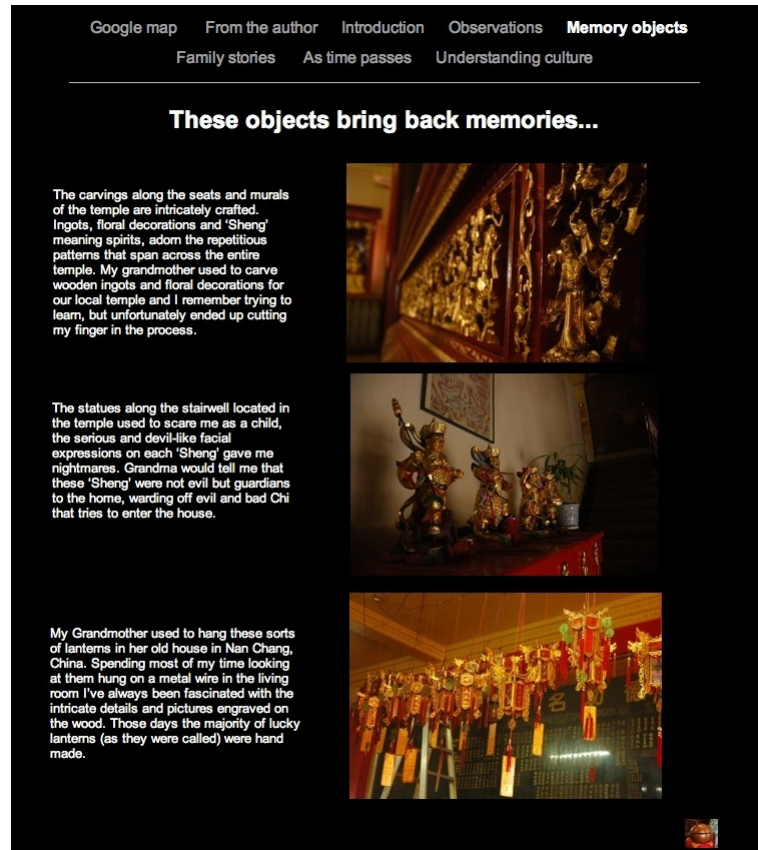 Google map From the author Introduction Observations Memory objects
Family stories As time passes Understanding culture
These objects bring back memories...
The carvings along the seats and murals
of the temple are intricately crafted.
Ingots, floral decorations and ‘Sheng’
meaning spirits, adorn the repetitious
patterns that span across the entire
temple. My grandmother used to carve
wooden ingots and floral decorations for
our local temple and I remember trying to
learn, but unfortunately ended up cutting
my finger in the process.
The statues along the stairwell located in
the temple used to scare me as a child,
the serious and devil-like facial
expressions on each ‘Sheng’ gave me
nightmares. Grandma would tell me that
these ‘Sheng’ were not evil but guardians
to the home, warding off evil and bad Chi
that tries to enter the house.
My Grandmother used to hang these sorts
of lanterns in her old house in Nan Chang,
China. Spending most of my time looking
at them hung on a metal wire in the living
room I've always been fascinated with the
intricate details and pictures engraved on
the wood. Those days the majority of lucky
lanterns (as they were called) were hand
made.